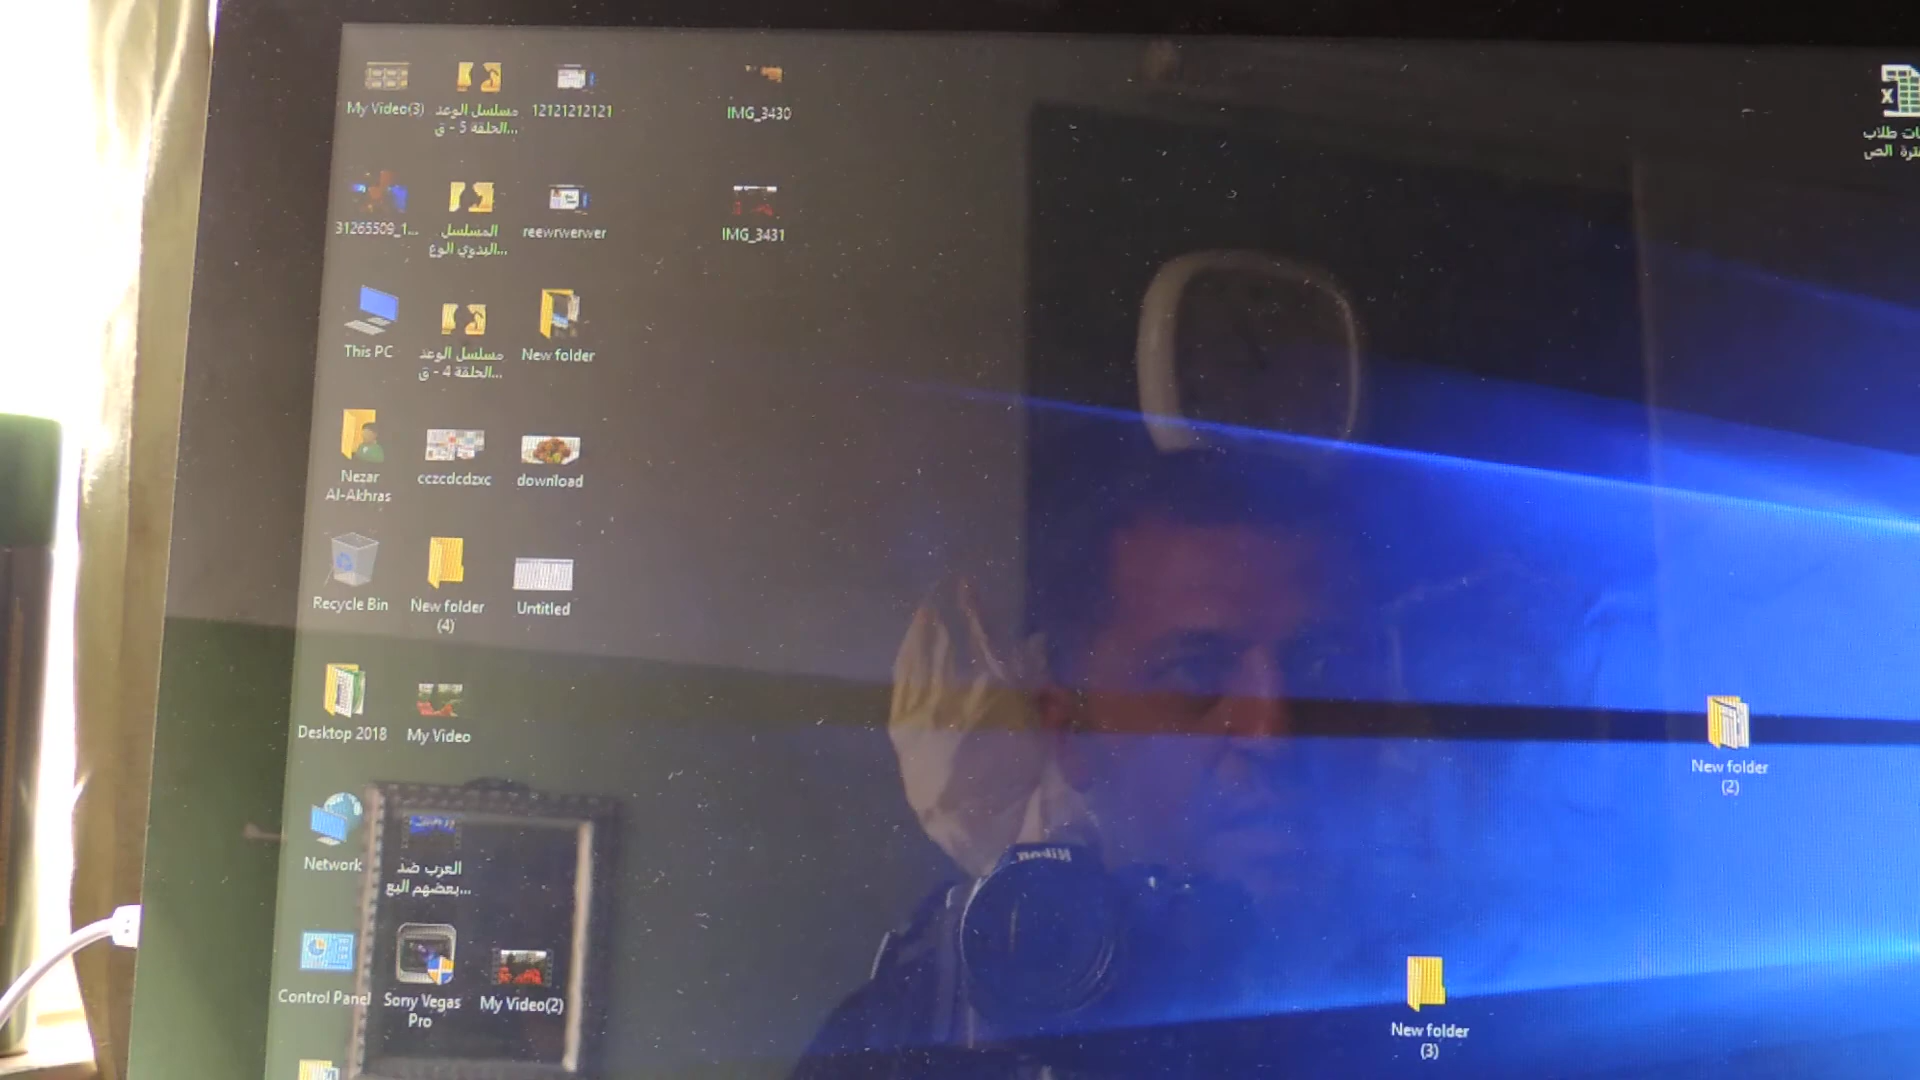 My Video(3)
مسلسل الوعد
الحلقة 5 - ق...
12121212121
IMG_3430
31265509_1...
المسلسل
البدوي الوع...
reewrwerwer
IMG_3431
This PC
مسلسل الوعد
الحلقة 4 - ق...
New folder
Nezar
Al-Akhras
cczcdcdzxc
download
Recycle Bin
New folder
(4)
Untitled
Desktop 2018
My Video
Network
العرب ضد
بعضهم البع...
Control Panel
Sony Vegas
Pro
My Video(2)
طلاب
الص
New folder
(2)
New folder
(3)
Nikon